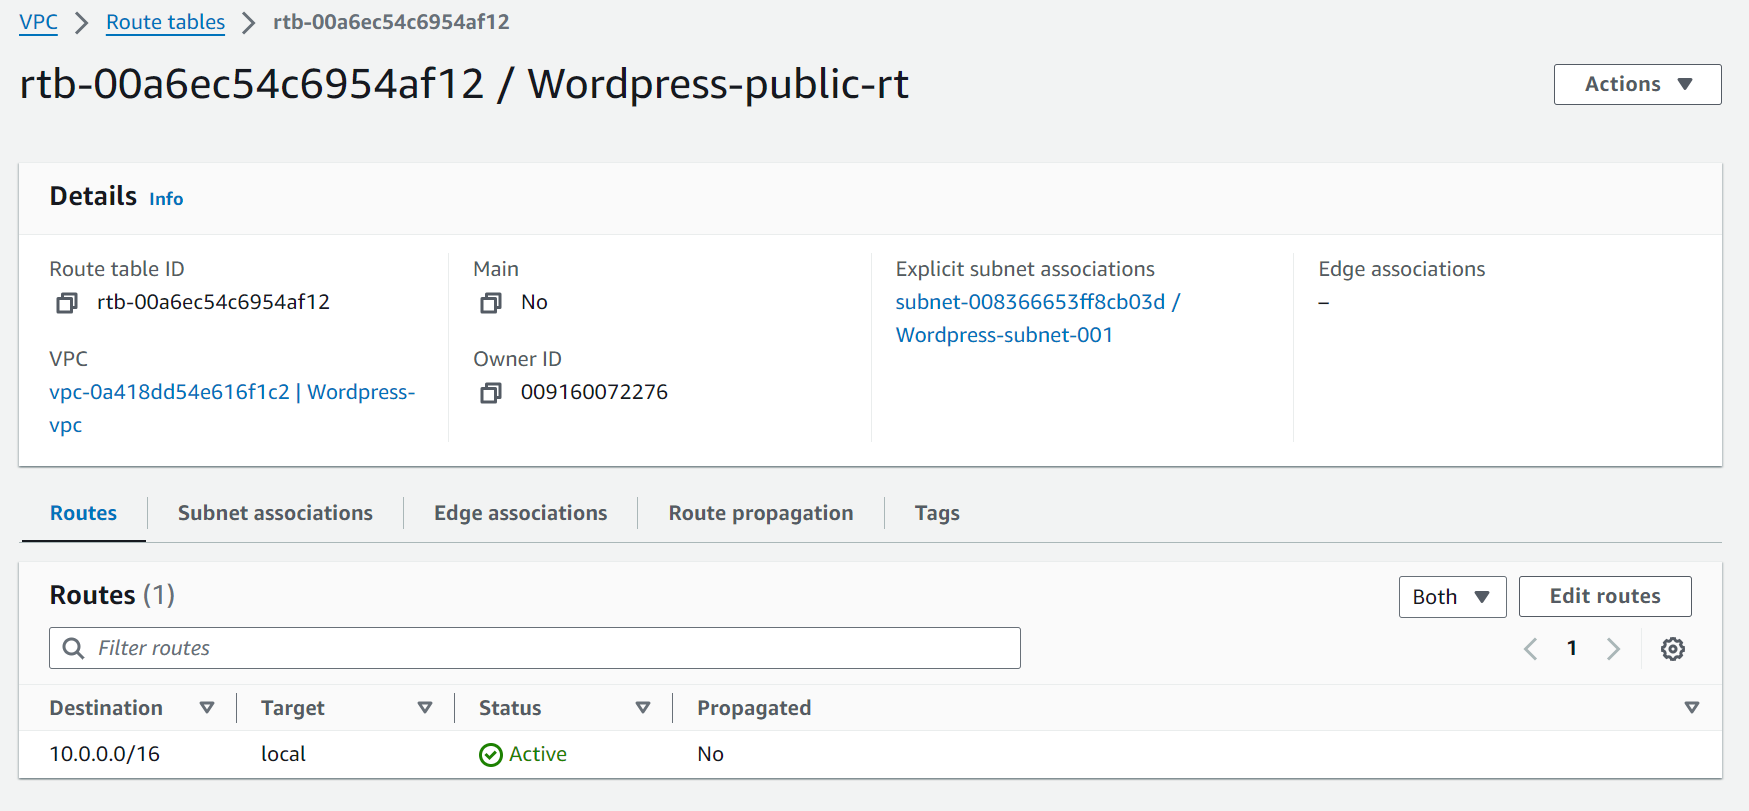 VPC > Route tables > rtb-00a6ec54c6954af12
rtb-00a6ec54c6954af12 / Wordpress-public-rt
Actions
Details Info
Route table ID
rtb-00a6ec54c6954af12
Main
No
Explicit subnet associations
subnet-008366653ff8cb03d /
Wordpress-subnet-001
Edge associations
–
VPC
vpc-0a418dd54e616f1c2 | Wordpress-
vpc
Owner ID
009160072276
Routes Subnet associations Edge associations Route propagation Tags
Routes (1)
Both Edit routes
Filter routes
1
Destination Target Status Propagated
10.0.0.0/16 local Active No